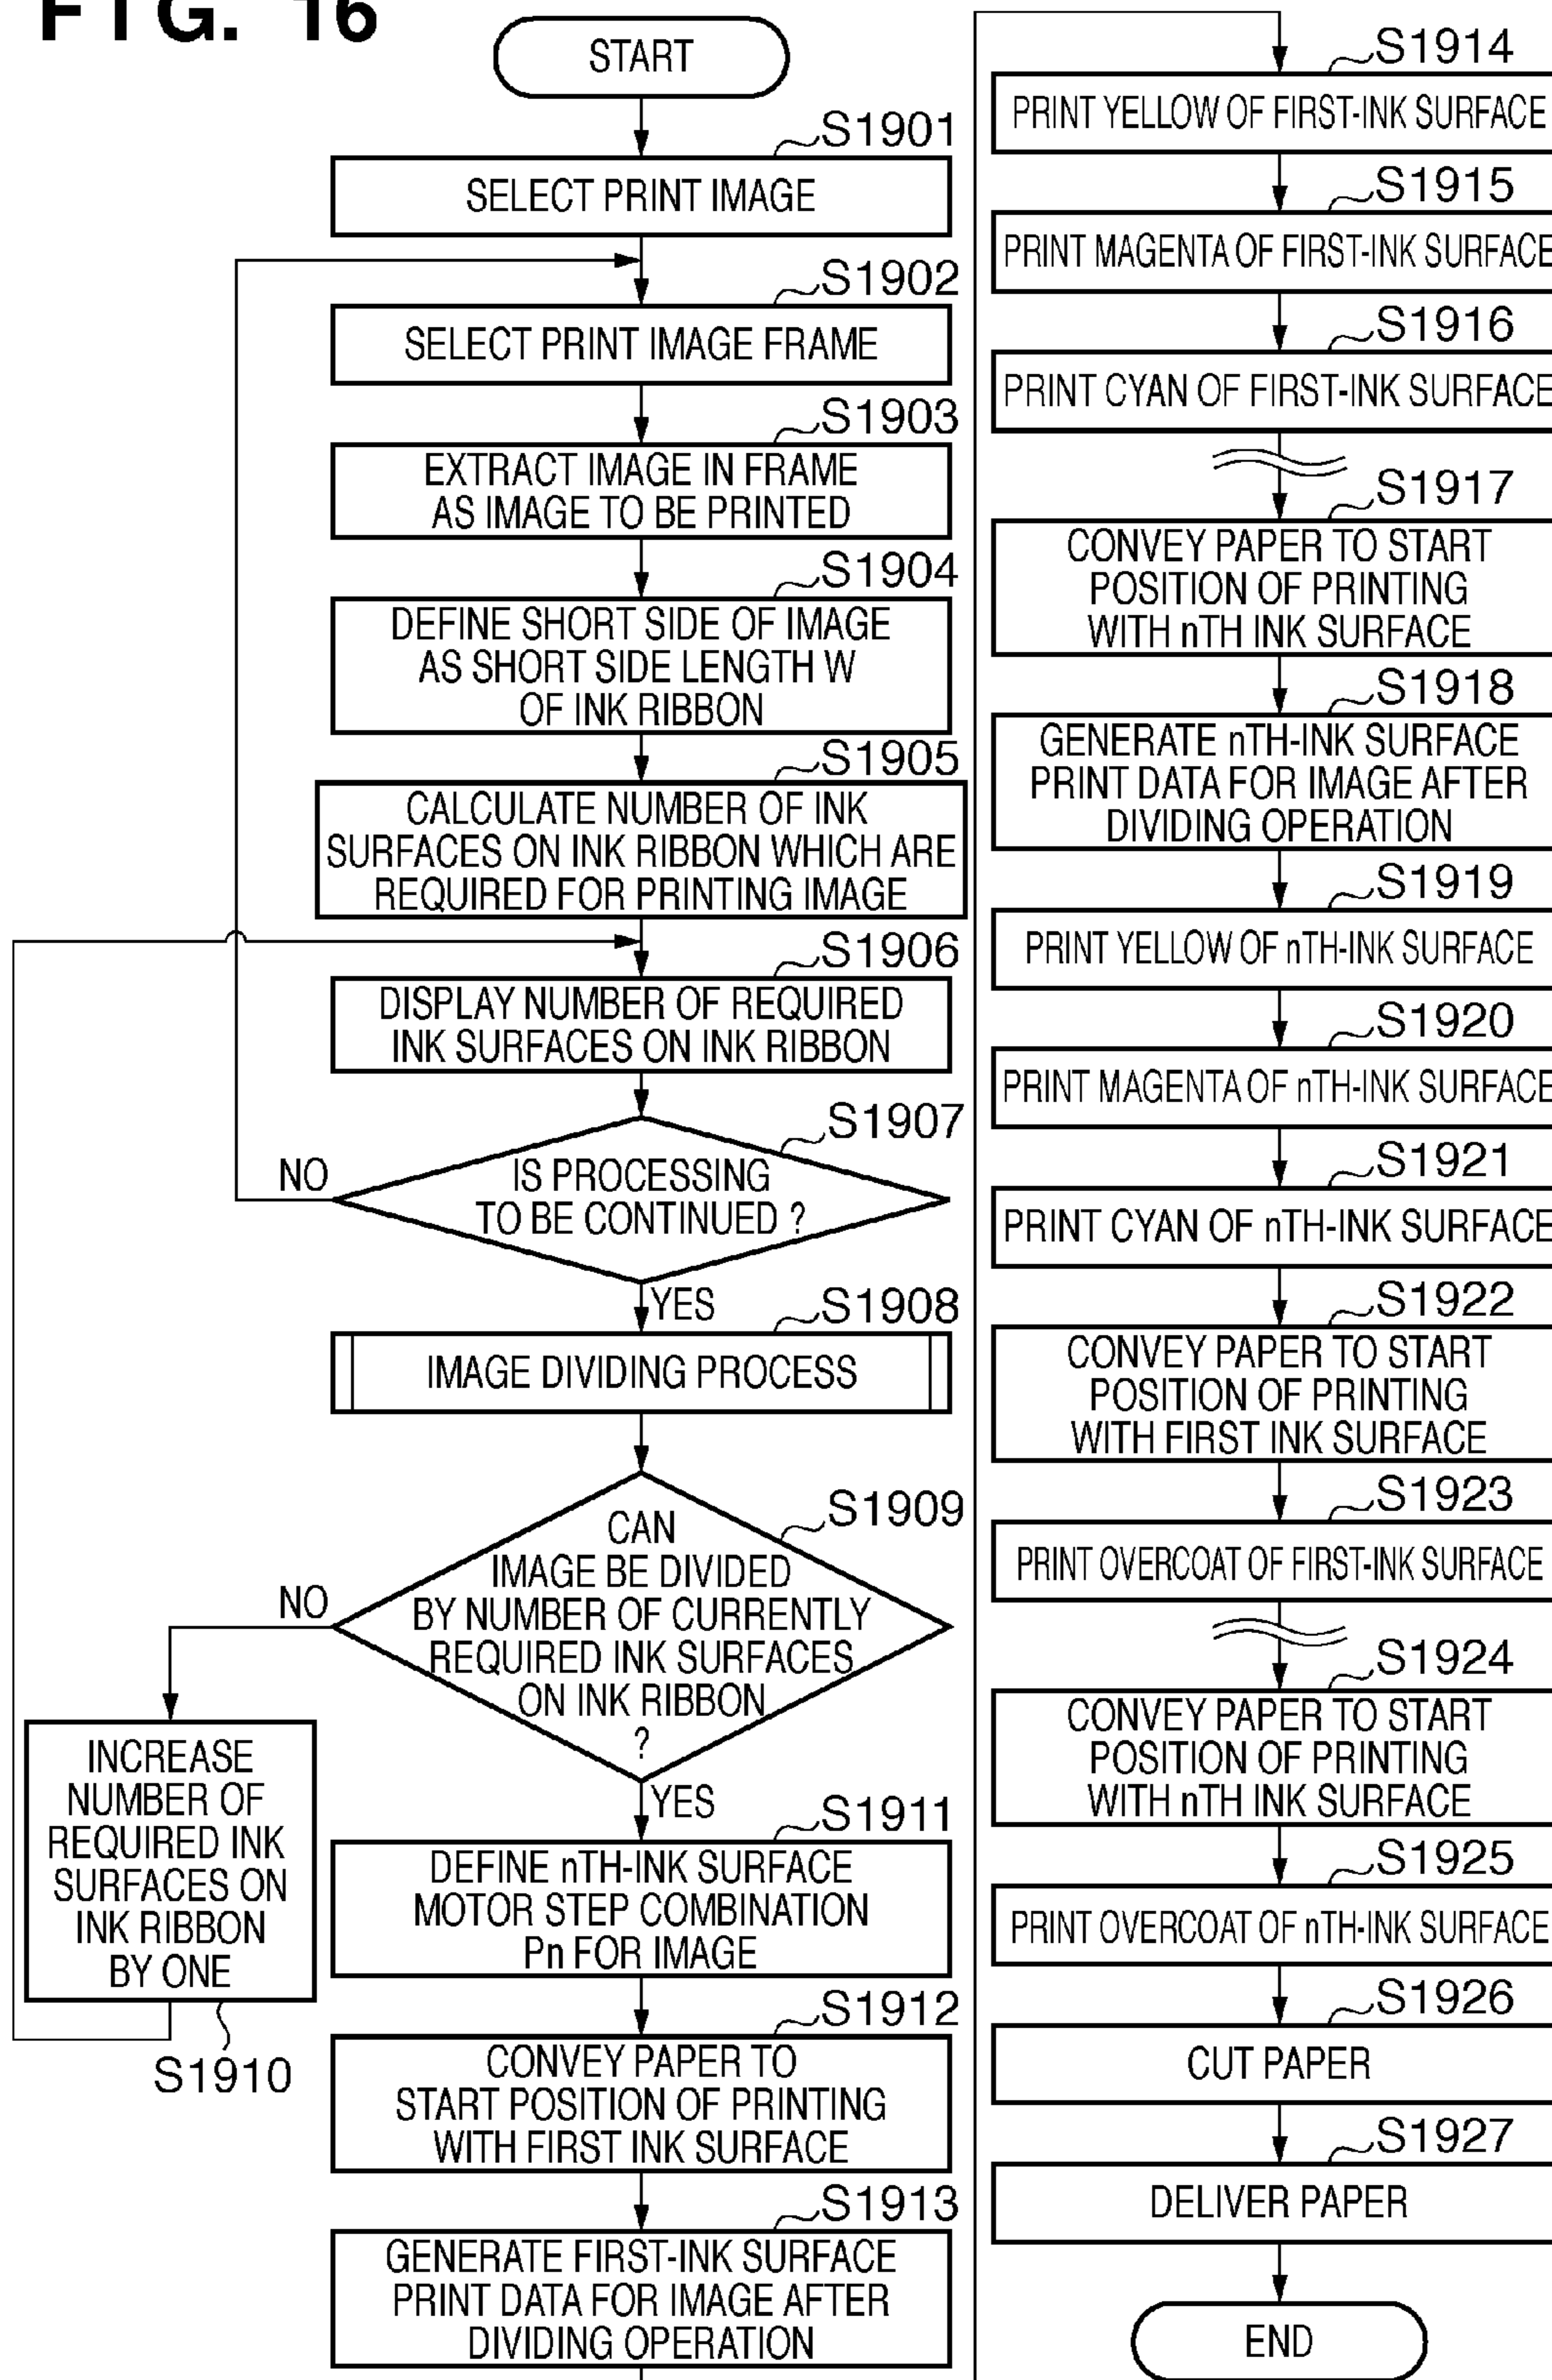 FIG. 16
START
S1901
SELECT PRINT IMAGE
S1902
SELECT PRINT IMAGE FRAME
S1903
EXTRACT IMAGE IN FRAME
AS IMAGE TO BE PRINTED
S1904
DEFINE SHORT SIDE OF IMAGE
AS SHORT SIDE LENGTH W
OF INK RIBBON
S1905
CALCULATE NUMBER OF INK
SURFACES ON INK RIBBON WHICH ARE
REQUIRED FOR PRINTING IMAGE
S1906
DISPLAY NUMBER OF REQUIRED
INK SURFACES ON INK RIBBON
S1907
NO
IS PROCESSING
TO BE CONTINUED ?
YES
S1908
IMAGE DIVIDING PROCESS
S1909
NO
CAN
IMAGE BE DIVIDED
BY NUMBER OF CURRENTLY
REQUIRED INK SURFACES
ON INK RIBBON
?
YES
INCREASE
NUMBER OF
REQUIRED INK
SURFACES ON
INK RIBBON
BY ONE
S1910
S1911
DEFINE nTH-INK SURFACE
MOTOR STEP COMBINATION
Pn FOR IMAGE
S1912
CONVEY PAPER TO
START POSITION OF PRINTING
WITH FIRST INK SURFACE
S1913
GENERATE FIRST-INK SURFACE
PRINT DATA FOR IMAGE AFTER
DIVIDING OPERATION
S1914
PRINT YELLOW OF FIRST-INK SURFACE
S1915
PRINT MAGENTA OF FIRST-INK SURFACE
S1916
PRINT CYAN OF FIRST-INK SURFACE
S1917
CONVEY PAPER TO START
POSITION OF PRINTING
WITH nTH INK SURFACE
S1918
GENERATE nTH-INK SURFACE
PRINT DATA FOR IMAGE AFTER
DIVIDING OPERATION
S1919
PRINT YELLOW OF nTH-INK SURFACE
S1920
PRINT MAGENTA OF nTH-INK SURFACE
S1921
PRINT CYAN OF nTH-INK SURFACE
S1922
CONVEY PAPER TO START
POSITION OF PRINTING
WITH FIRST INK SURFACE
S1923
PRINT OVERCOAT OF FIRST-INK SURFACE
S1924
CONVEY PAPER TO START
POSITION OF PRINTING
WITH nTH INK SURFACE
S1925
PRINT OVERCOAT OF nTH-INK SURFACE
S1926
CUT PAPER
S1927
DELIVER PAPER
END